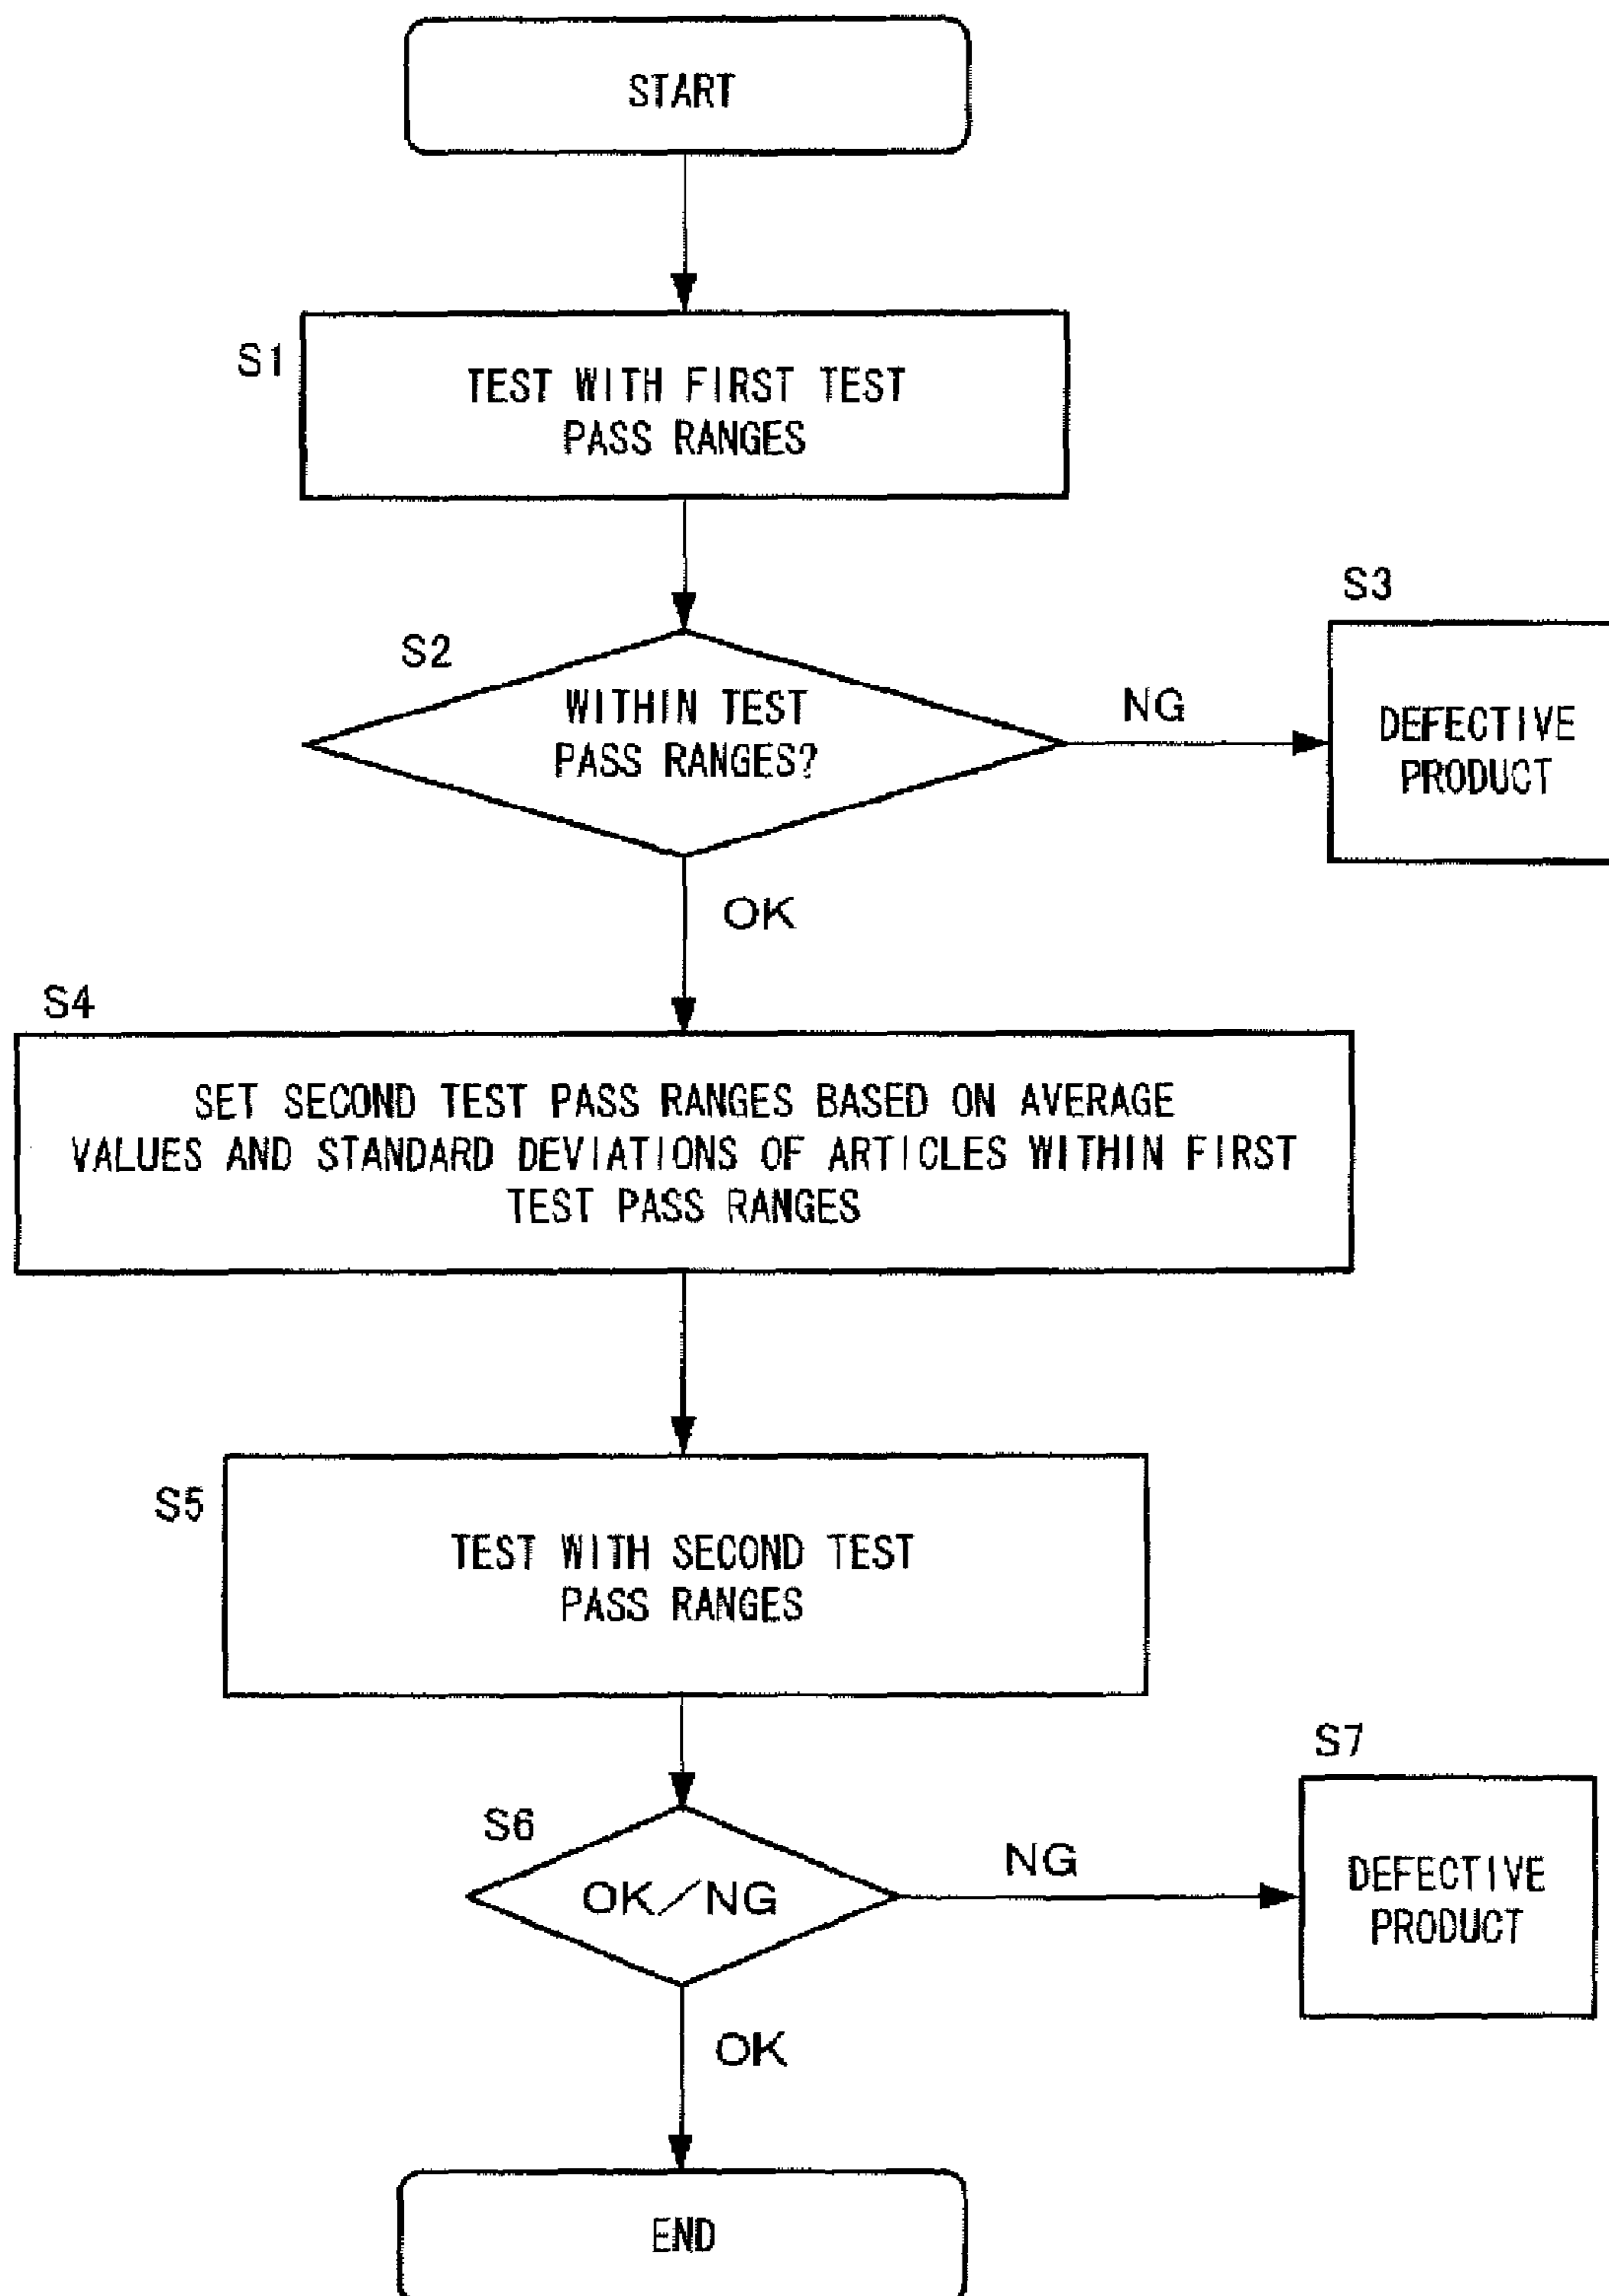 START
S1
TEST WITH FIRST TEST
PASS RANGES
S2
WITHIN TEST
PASS RANGES?
NG
S3
DEFECTIVE
PRODUCT
OK
S4
SET SECOND TEST PASS RANGES BASED ON AVERAGE
VALUES AND STANDARD DEVIATIONS OF ARTICLES WITHIN FIRST
TEST PASS RANGES
S5
TEST WITH SECOND TEST
PASS RANGES
S6
OK/NG
NG
S7
DEFECTIVE
PRODUCT
OK
END